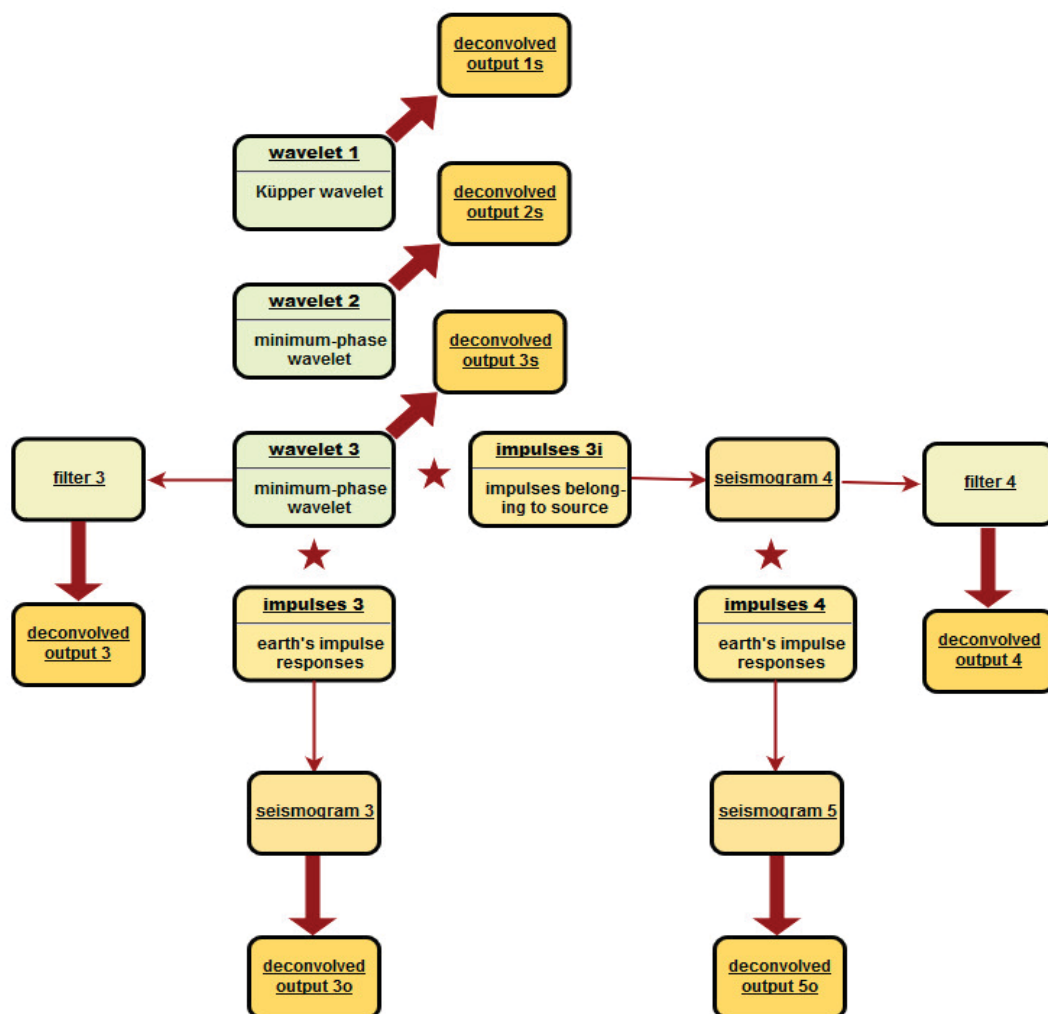 deconvolved
output 1s
wavelet 1
Küpper wavelet
deconvolved
output 2s
wavelet 2
minimum-phase
wavelet
deconvolved
output 3s
filter 3
wavelet 3
minimum-phase
wavelet
impulses 3i
impulses belong-
ing to source
seismogram 4
filter 4
deconvolved
output 3
impulses 3
earth's impulse
responses
impulses 4
earth's impulse
responses
deconvolved
output 4
seismogram 3
seismogram 5
deconvolved
output 3o
deconvolved
output 5o